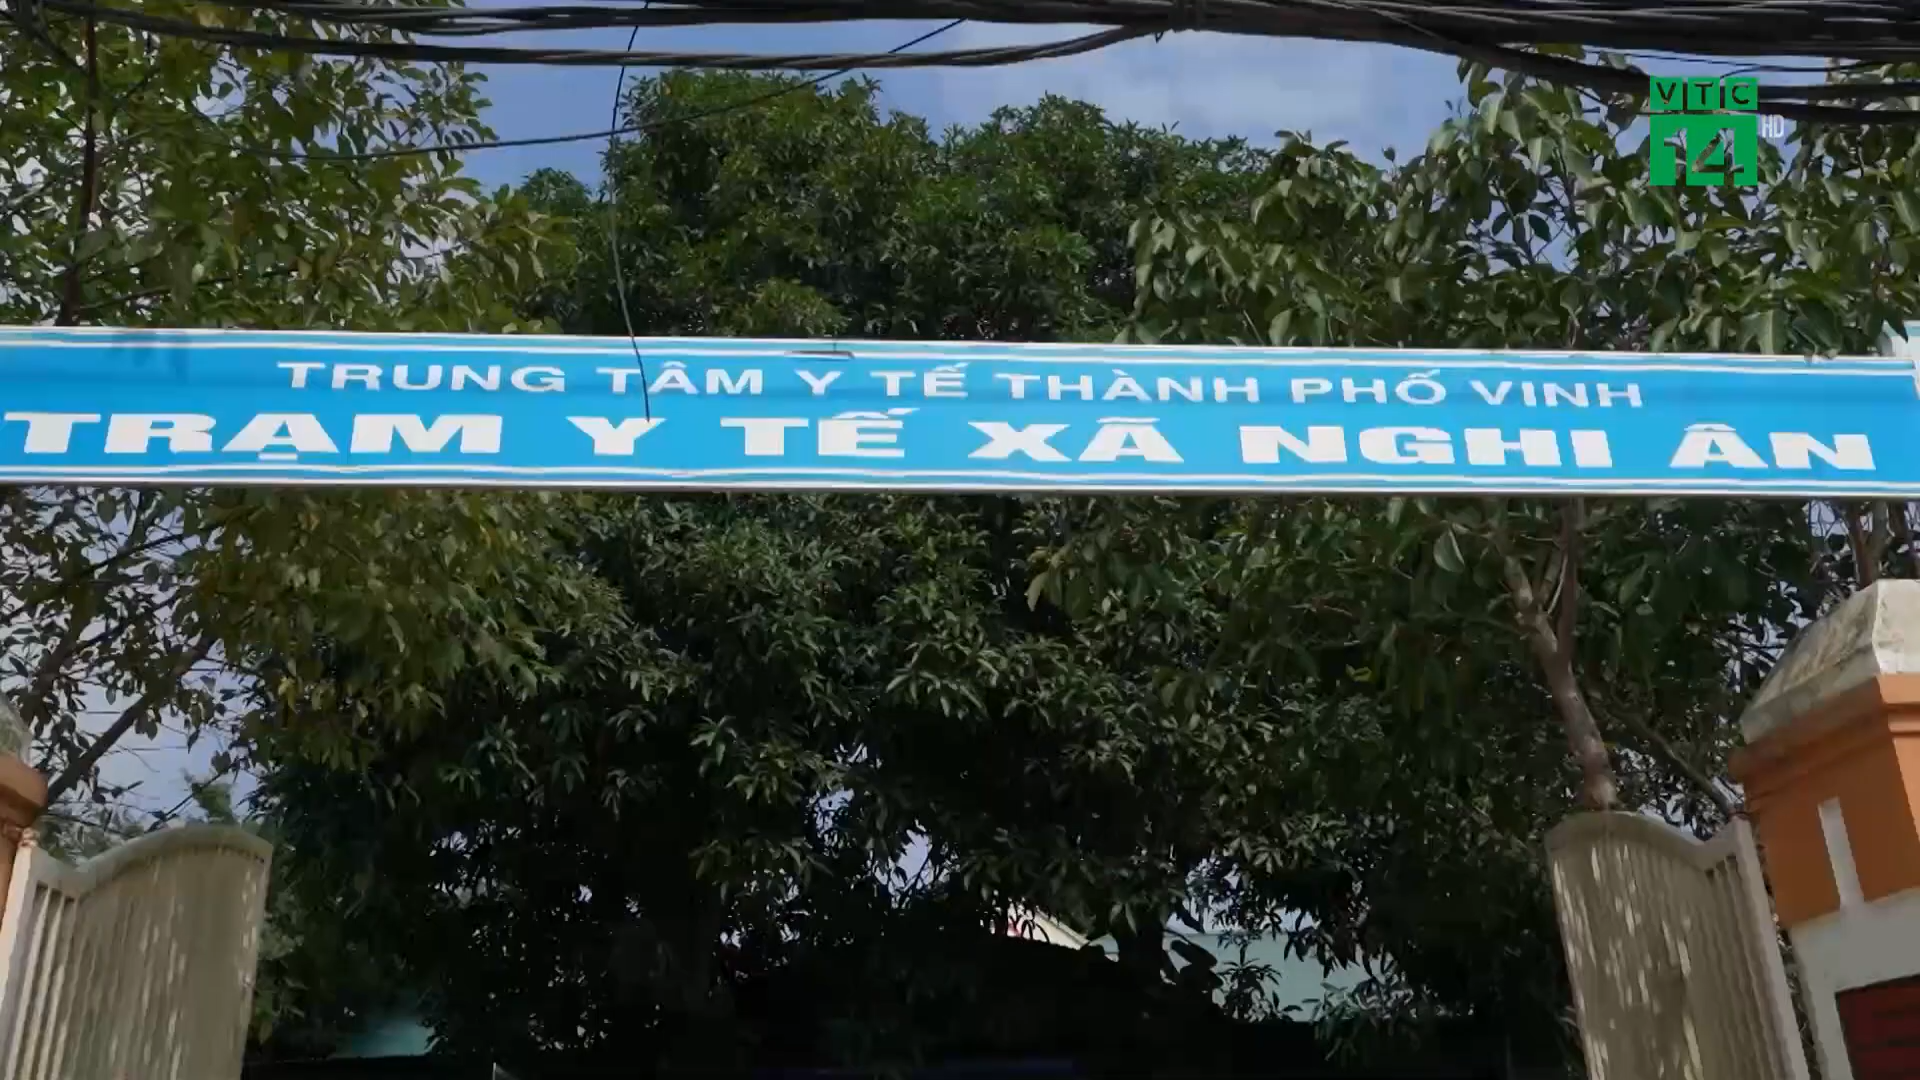 VTC
14 HD
TRUNG TÂM Y TẾ THÀNH PHỐ VINH
TRẠM Y TẾ XÃ NGHI ÂN